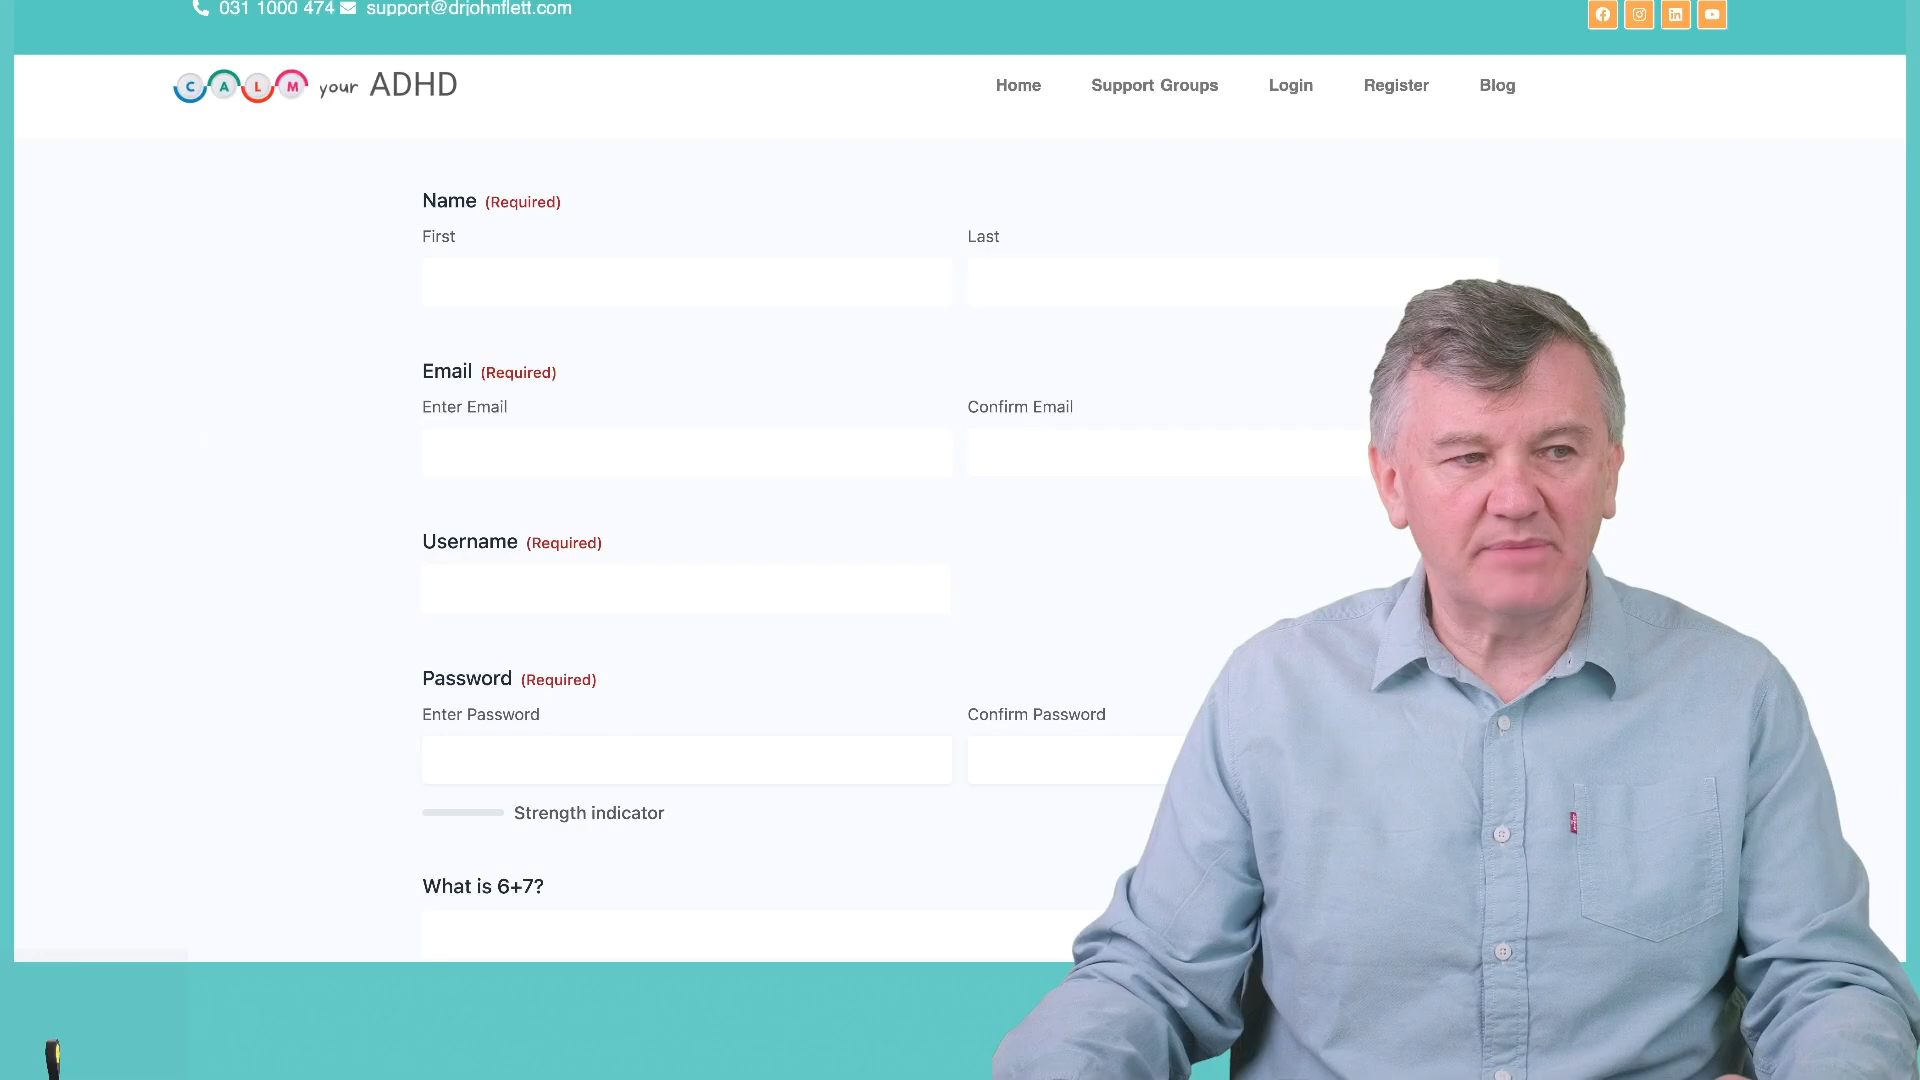 031 1000 474 support@drjohnflett.com
CALM your ADHD
Home Support Groups Login Register Blog
Name (Required)
First Last
Email (Required)
Enter Email Confirm Email
Username (Required)
Password (Required)
Enter Password Confirm Password
Strength indicator
What is 6+7?